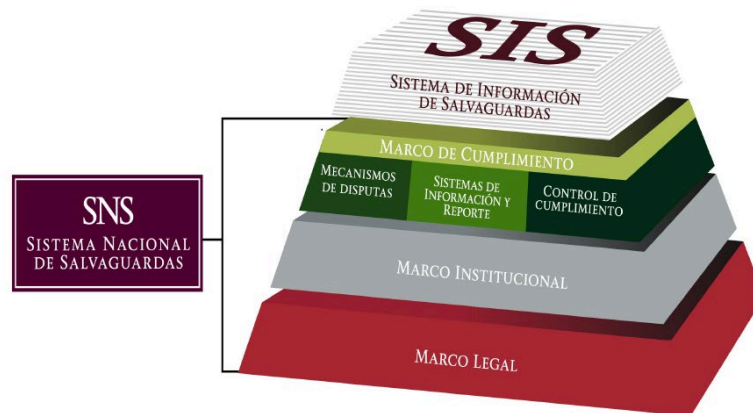 SIS
SISTEMA DE INFORMACIÓN
DE SALVAGUARDAS
MARCO DE CUMPLIMIENTO
MECANISMOS
DE DISPUTAS
SISTEMAS DE
INFORMACIÓN Y
REPORTE
CONTROL DE
CUMPLIMIENTO
SNS
SISTEMA NACIONAL
DE SALVAGUARDAS
MARCO INSTITUCIONAL
MARCO LEGAL